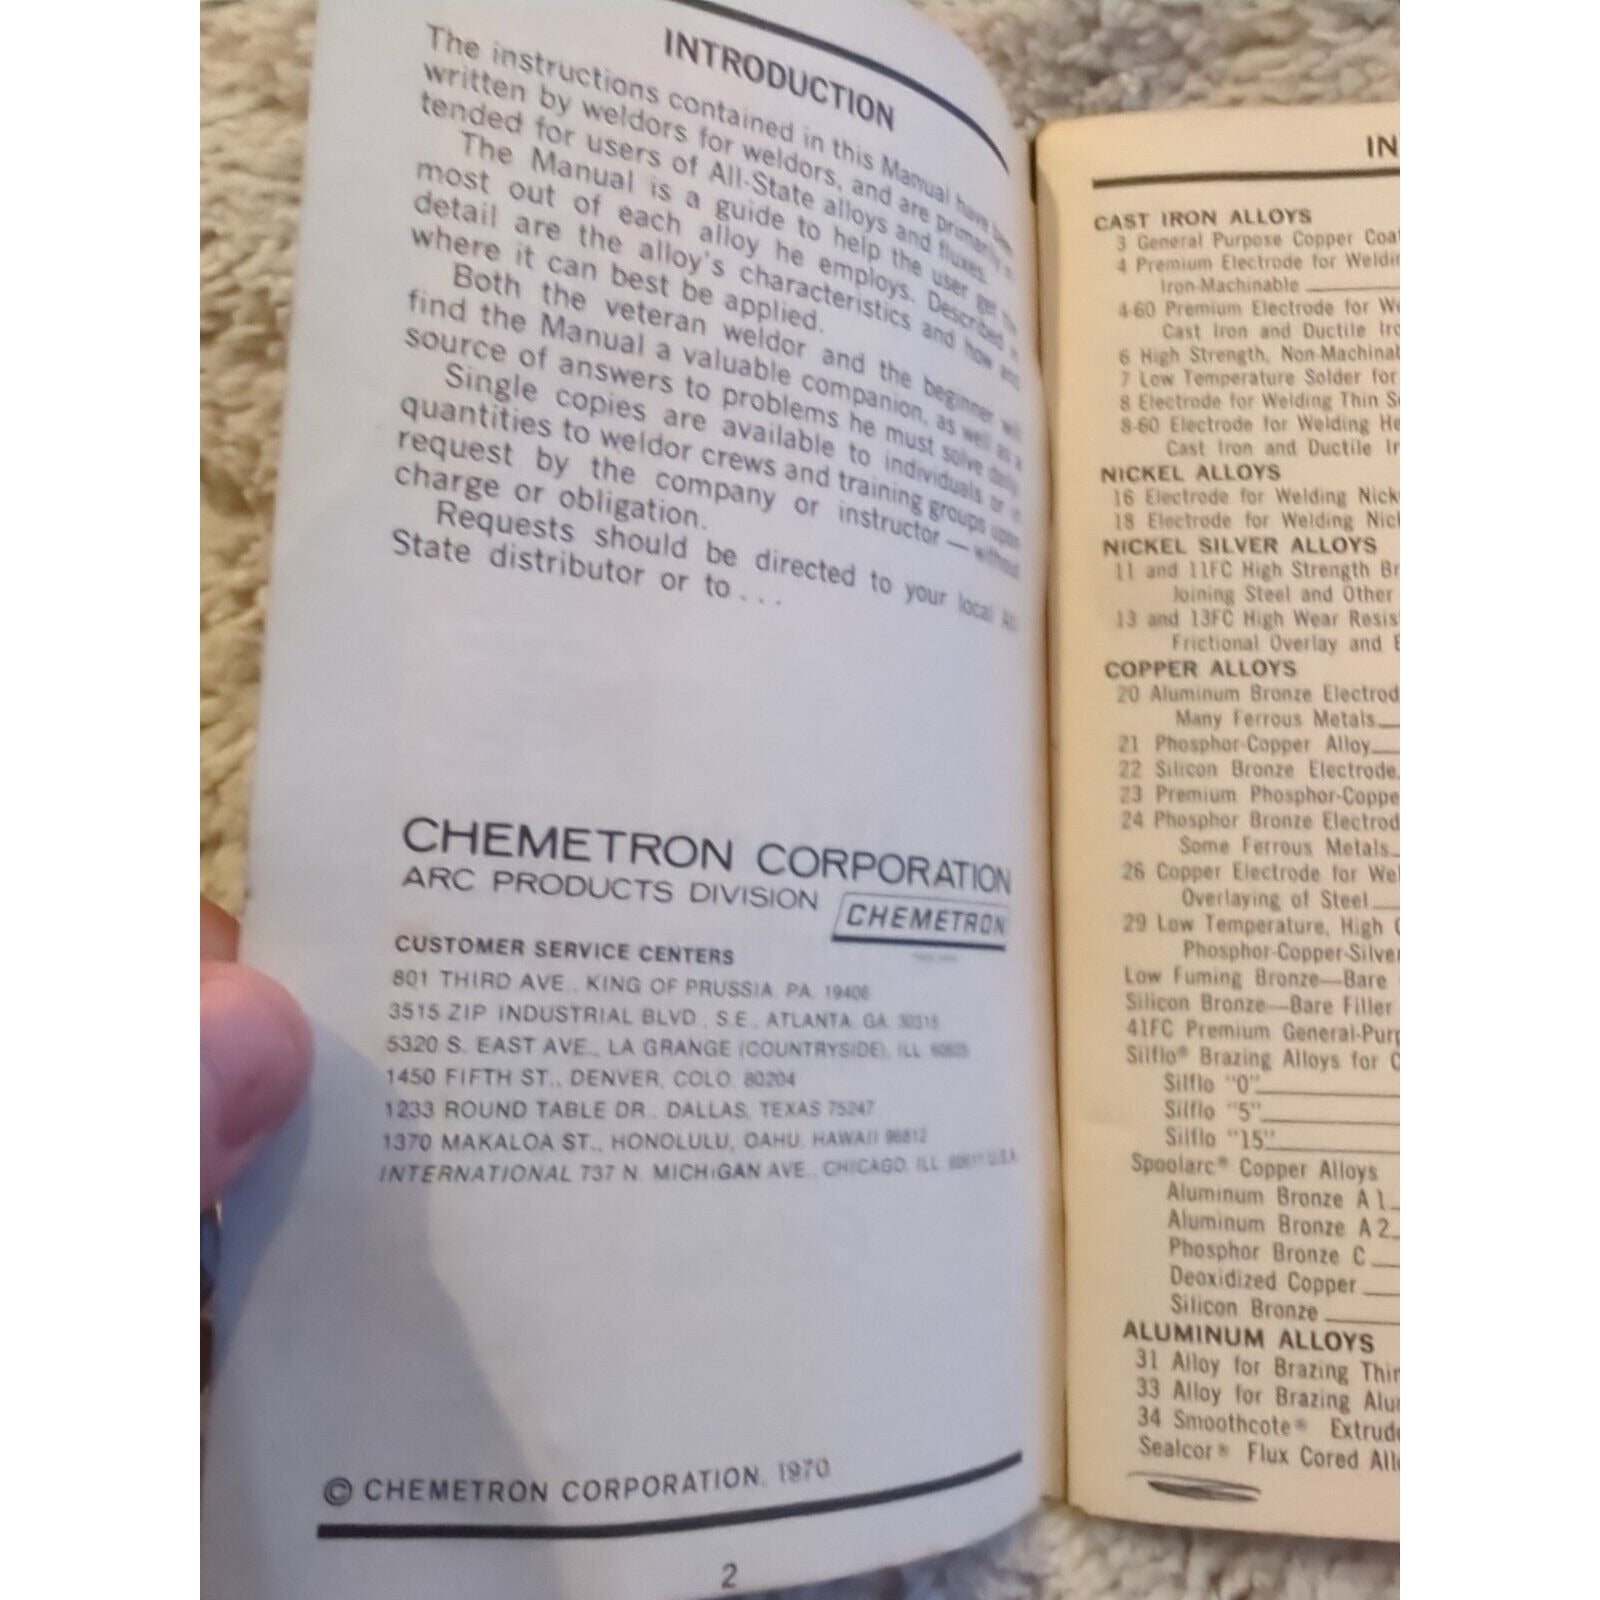 INTRODUCTION
The instructions contained in this Manual have been
written by weldors for weldors, and are primarily in
tended for users of All-State alloys and fluxes.
The Manual is a guide to help the user get the
most out of each alloy he employs. Described in
detail are the alloy's characteristics and how and
where it can best be applied.
Both the veteran weldor and the beginner will
find the Manual a valuable companion, as well as a
source of answers to problems he must solve daily.
Single copies are available to individuals or in
quantities to weldor crews and training groups upon
request by the company or instructor — without
charge or obligation.
Requests should be directed to your local All-
State distributor or to . . .
CHEMETRON CORPORATION
ARC PRODUCTS DIVISION
CHEMETRON
CUSTOMER SERVICE CENTERS
801 THIRD AVE., KING OF PRUSSIA, PA. 19406
3515 ZIP INDUSTRIAL BLVD., S.E., ATLANTA, GA. 30315
5320 S. EAST AVE., LA GRANGE (COUNTRYSIDE), ILL.
1450 FIFTH ST., DENVER, COLO. 80204
1233 ROUND TABLE DR., DALLAS, TEXAS 75247
1370 MAKALOA ST., HONOLULU, OAHU, HAWAII
INTERNATIONAL 737 N. MICHIGAN AVE., CHICAGO, ILL. 60611 U.S.A.
© CHEMETRON CORPORATION, 1970
2
IN
CAST IRON ALLOYS
3 General Purpose Copper Coat
4 Premium Electrode for Weldin
Iron-Machinable
4-60 Premium Electrode for We
Cast Iron and Ductile Iro
6 High Strength, Non-Machinab
7 Low Temperature Solder for
8 Electrode for Welding Thin S
8-60 Electrode for Welding He
Cast Iron and Ductile Ir
NICKEL ALLOYS
16 Electrode for Welding Nick
18 Electrode for Welding Nick
NICKEL SILVER ALLOYS
11 and 11FC High Strength Br
Joining Steel and Other
13 and 13FC High Wear Resis
Frictional Overlay and
COPPER ALLOYS
20 Aluminum Bronze Electrod
Many Ferrous Metals
21 Phosphor-Copper Alloy
22 Silicon Bronze Electrode,
23 Premium Phosphor-Coppe
24 Phosphor Bronze Electrod
Some Ferrous Metals
26 Copper Electrode for Wel
Overlaying of Steel
29 Low Temperature, High
Phosphor-Copper-Silver
Low Fuming Bronze—Bare
Silicon Bronze—Bare Filler
41FC Premium General-Purp
Silflo® Brazing Alloys for C
Silflo "0"
Silflo "5"
Silflo "15"
Spoolarc® Copper Alloys
Aluminum Bronze A 1
Aluminum Bronze A 2
Phosphor Bronze C
Deoxidized Copper
Silicon Bronze
ALUMINUM ALLOYS
31 Alloy for Brazing Thin
33 Alloy for Brazing Alu
34 Smoothcote® Extrude
Sealcor® Flux Cored All